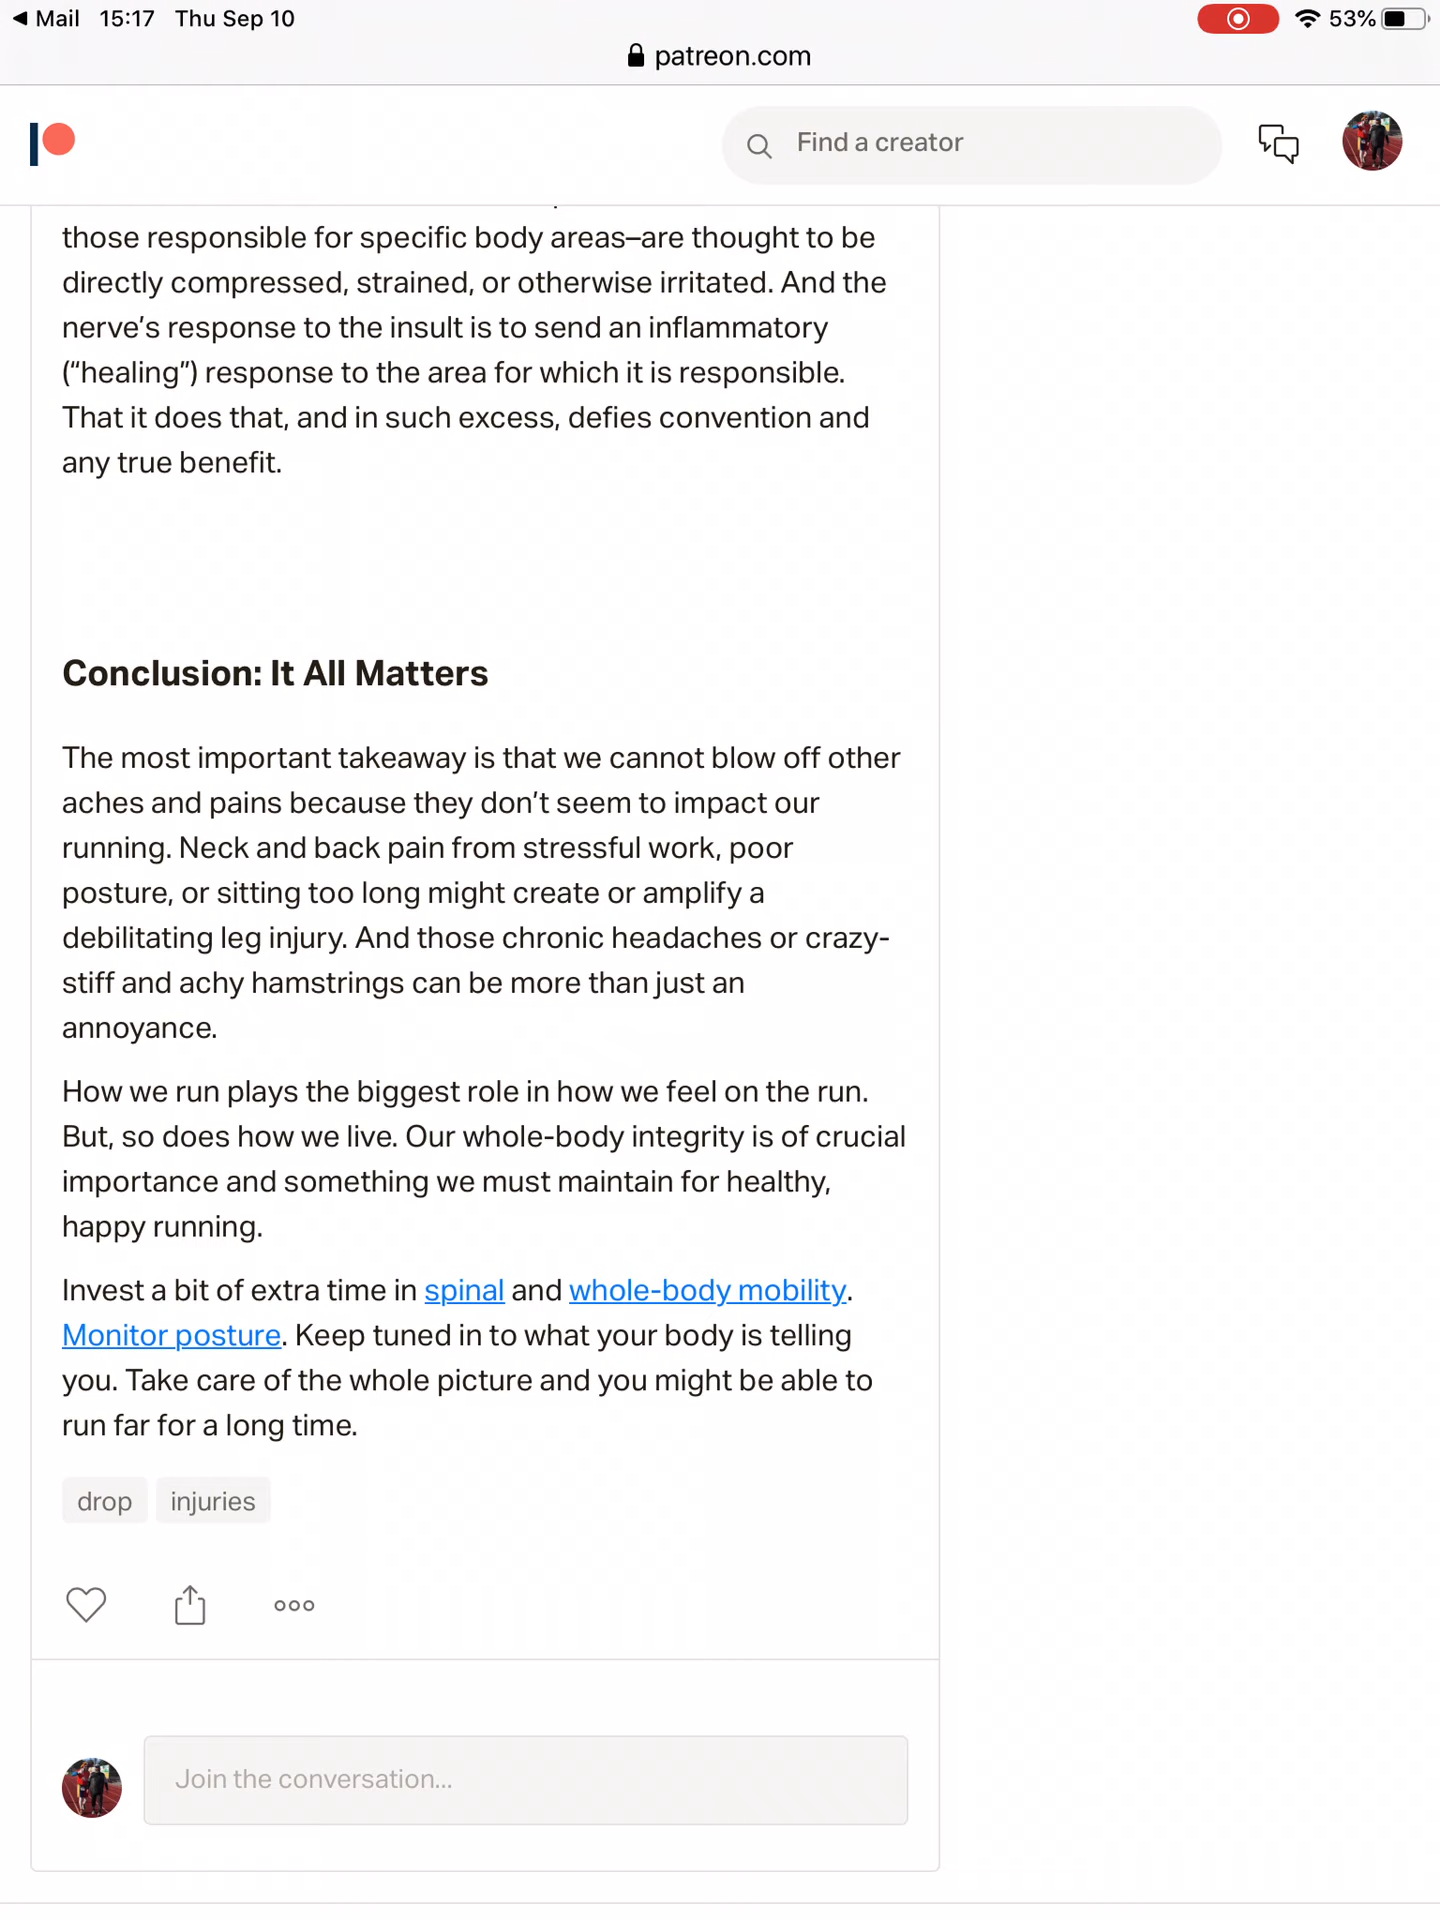 Mail 15:17 Thu Sep 10 53%
patreon.com
Find a creator
those responsible for specific body areas–are thought to be
directly compressed, strained, or otherwise irritated. And the
nerve’s response to the insult is to send an inflammatory
(“healing”) response to the area for which it is responsible.
That it does that, and in such excess, defies convention and
any true benefit.
Conclusion: It All Matters
The most important takeaway is that we cannot blow off other
aches and pains because they don’t seem to impact our
running. Neck and back pain from stressful work, poor
posture, or sitting too long might create or amplify a
debilitating leg injury. And those chronic headaches or crazy-
stiff and achy hamstrings can be more than just an
annoyance.
How we run plays the biggest role in how we feel on the run.
But, so does how we live. Our whole-body integrity is of crucial
importance and something we must maintain for healthy,
happy running.
Invest a bit of extra time in spinal and whole-body mobility.
Monitor posture. Keep tuned in to what your body is telling
you. Take care of the whole picture and you might be able to
run far for a long time.
drop injuries
Join the conversation...